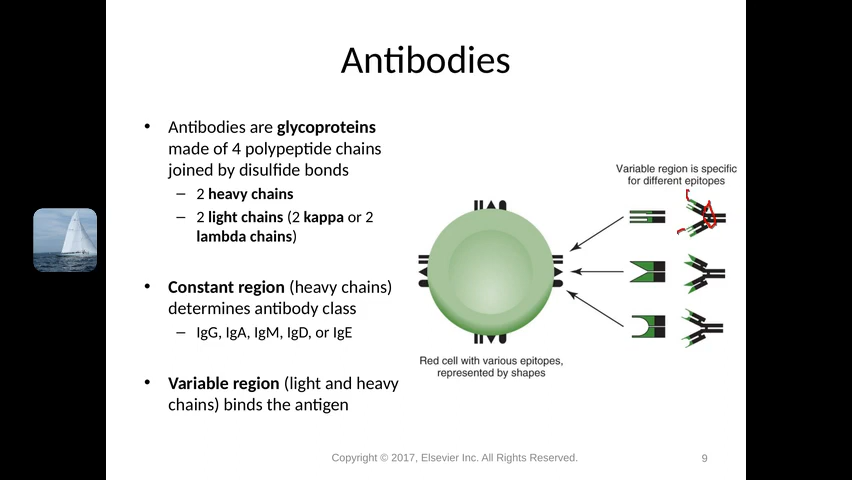 Antibodies
• Antibodies are glycoproteins
made of 4 polypeptide chains
joined by disulfide bonds
– 2 heavy chains
– 2 light chains (2 kappa or 2
lambda chains)
• Constant region (heavy chains)
determines antibody class
– IgG, IgA, IgM, IgD, or IgE
• Variable region (light and heavy
chains) binds the antigen
Variable region is specific
for different epitopes
Red cell with various epitopes,
represented by shapes
Copyright © 2017, Elsevier Inc. All Rights Reserved.
9